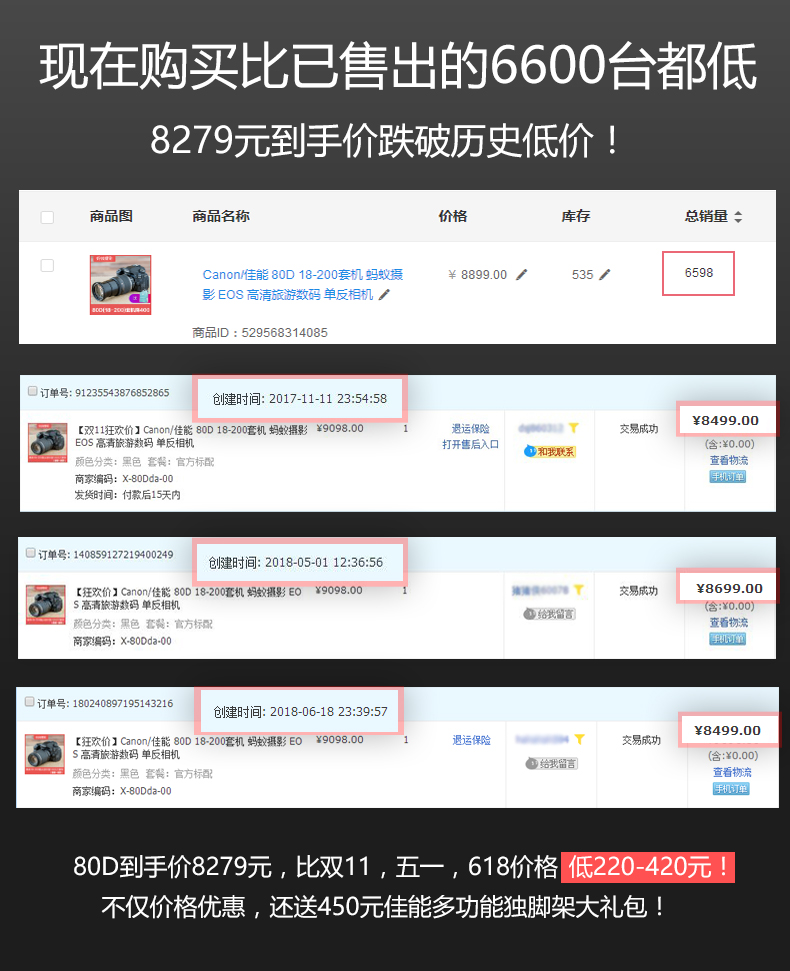 现在购买比已售出的6600台都低
8279元到手价跌破历史低价！
商品图 商品名称 价格 库存 总销量
Canon/佳能 80D 18-200套机 蚂蚁摄 ¥ 8899.00 535 6598
影 EOS 高清旅游数码 单反相机
商品ID：529568314085
订单号: 91235543876852865 创建时间: 2017-11-11 23:54:58
【双11狂欢价】Canon/佳能 80D 18-200套机 蚂蚁摄影 ¥9098.00 1 退运保险 交易成功 ¥8499.00
EOS 高清旅游数码 单反相机 打开售后入口 (含:¥0.00)
和我联系
颜色分类：黑色 套餐：官方标配 查看物流
商家编码：X-80Dda-00 手机订单
发货时间：付款后15天内
订单号: 140859127219400249 创建时间: 2018-05-01 12:36:56
【狂欢价】Canon/佳能 80D 18-200套机 蚂蚁摄影 EO ¥9098.00 1 交易成功 ¥8699.00
S 高清旅游数码 单反相机 (含:¥0.00)
给我留言
颜色分类：黑色 套餐：官方标配 查看物流
商家编码：X-80Dda-00 手机订单
订单号: 180240897195143216 创建时间: 2018-06-18 23:39:57
【狂欢价】Canon/佳能 80D 18-200套机 蚂蚁摄影 EO ¥9098.00 1 退运保险 交易成功 ¥8499.00
S 高清旅游数码 单反相机 (含:¥0.00)
给我留言
颜色分类：黑色 套餐：官方标配 查看物流
商家编码：X-80Dda-00 手机订单
80D到手价8279元，比双11，五一，618价格 低220-420元！
不仅价格优惠，还送450元佳能多功能独脚架大礼包！